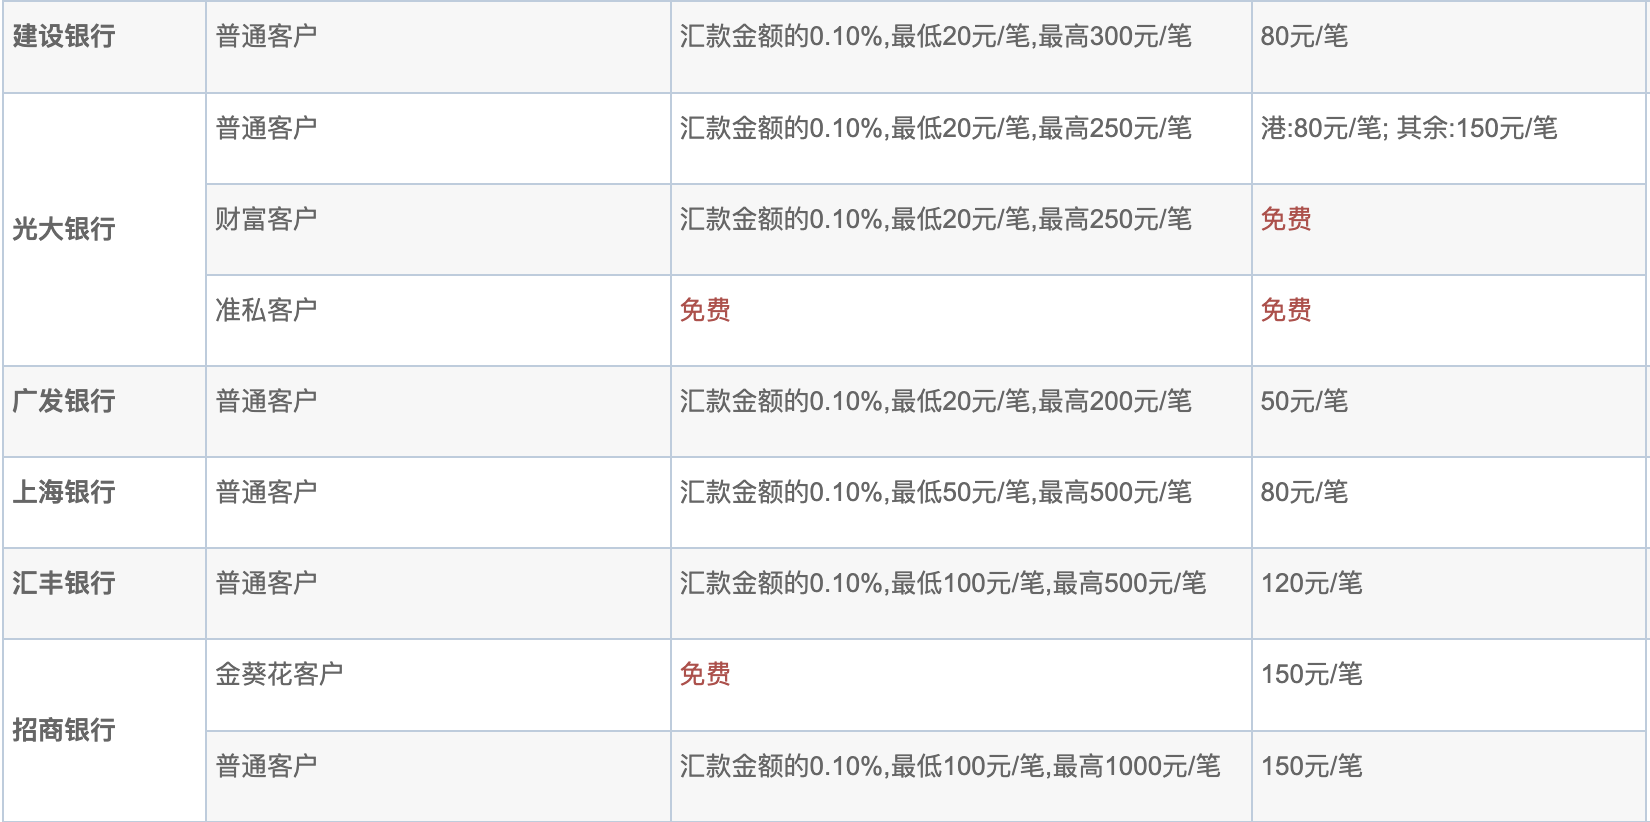 建设银行 普通客户 汇款金额的0.10%,最低20元/笔,最高300元/笔 80元/笔
普通客户 汇款金额的0.10%,最低20元/笔,最高250元/笔 港:80元/笔; 其余:150元/笔
光大银行 财富客户 汇款金额的0.10%,最低20元/笔,最高250元/笔 免费
准私客户 免费 免费
广发银行 普通客户 汇款金额的0.10%,最低20元/笔,最高200元/笔 50元/笔
上海银行 普通客户 汇款金额的0.10%,最低50元/笔,最高500元/笔 80元/笔
汇丰银行 普通客户 汇款金额的0.10%,最低100元/笔,最高500元/笔 120元/笔
金葵花客户 免费 150元/笔
招商银行
普通客户 汇款金额的0.10%,最低100元/笔,最高1000元/笔 150元/笔